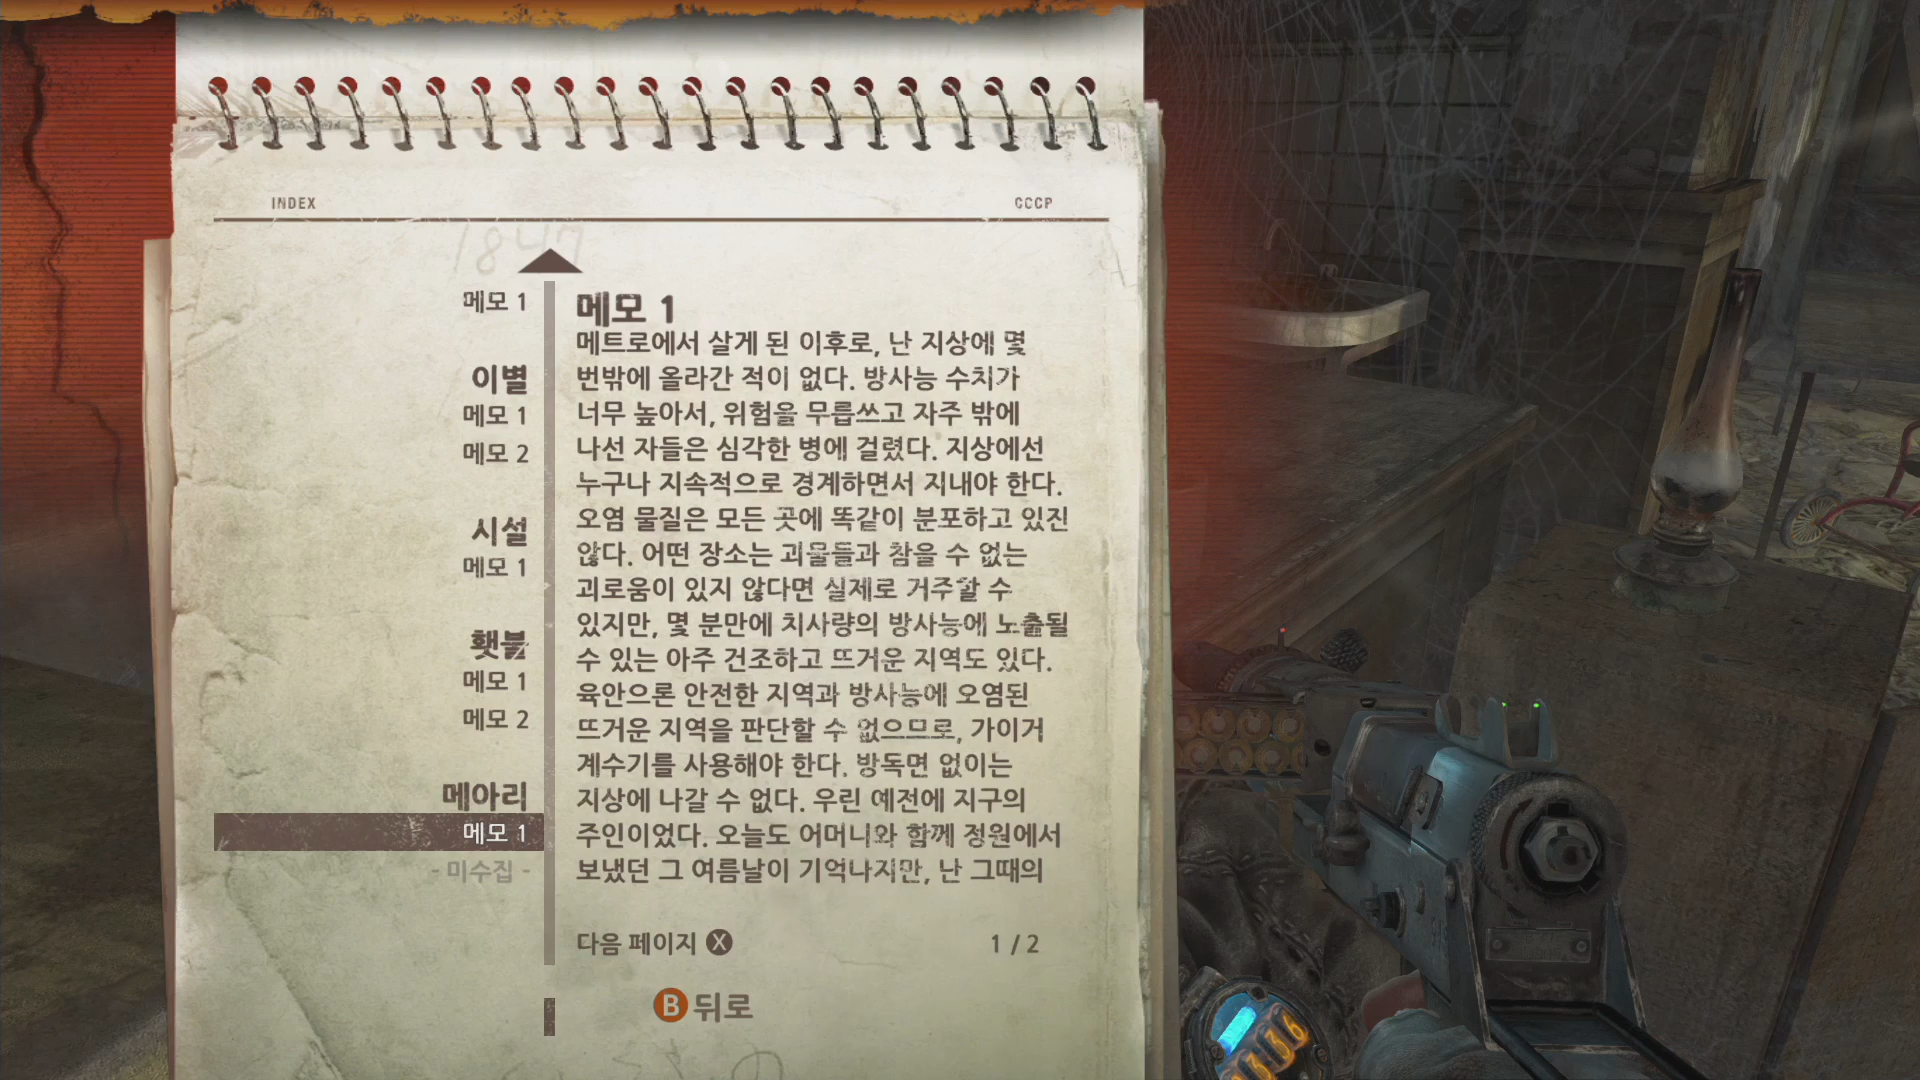 INDEX
CCCP
메모 1
이별
메모 1
메모 2
시설
메모 1
횃불
메모 1
메모 2
메아리
메모 1
- 미수집 -
메모 1
메트로에서 살게 된 이후로, 난 지상에 몇
번밖에 올라간 적이 없다. 방사능 수치가
너무 높아서, 위험을 무릅쓰고 자주 밖에
나선 자들은 심각한 병에 걸렸다. 지상에선
누구나 지속적으로 경계하면서 지내야 한다.
오염 물질은 모든 곳에 똑같이 분포하고 있진
않다. 어떤 장소는 괴물들과 참을 수 없는
괴로움이 있지 않다면 실제로 거주할 수
있지만, 몇 분만에 치사량의 방사능에 노출될
수 있는 아주 건조하고 뜨거운 지역도 있다.
육안으론 안전한 지역과 방사능에 오염된
뜨거운 지역을 판단할 수 없으므로, 가이거
계수기를 사용해야 한다. 방독면 없이는
지상에 나갈 수 없다. 우린 예전에 지구의
주인이었다. 오늘도 어머니와 함께 정원에서
보냈던 그 여름날이 기억나지만, 난 그때의
다음 페이지 X
1 / 2
B 뒤로